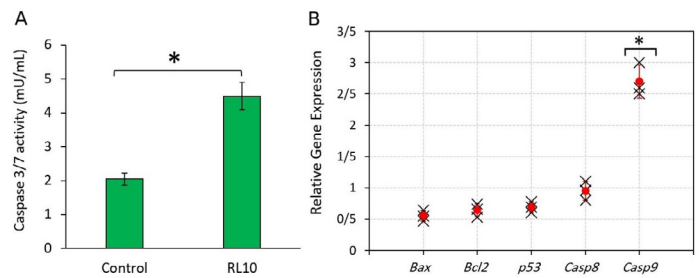 A
Caspase 3/7 activity (mU/mL)
6
5
4
3
2
1
0
*
Control
RL10
B
Relative Gene Expression
3/5
3
2/5
2
1/5
1
0/5
*
Bax
Bcl2
p53
Casp8
Casp9